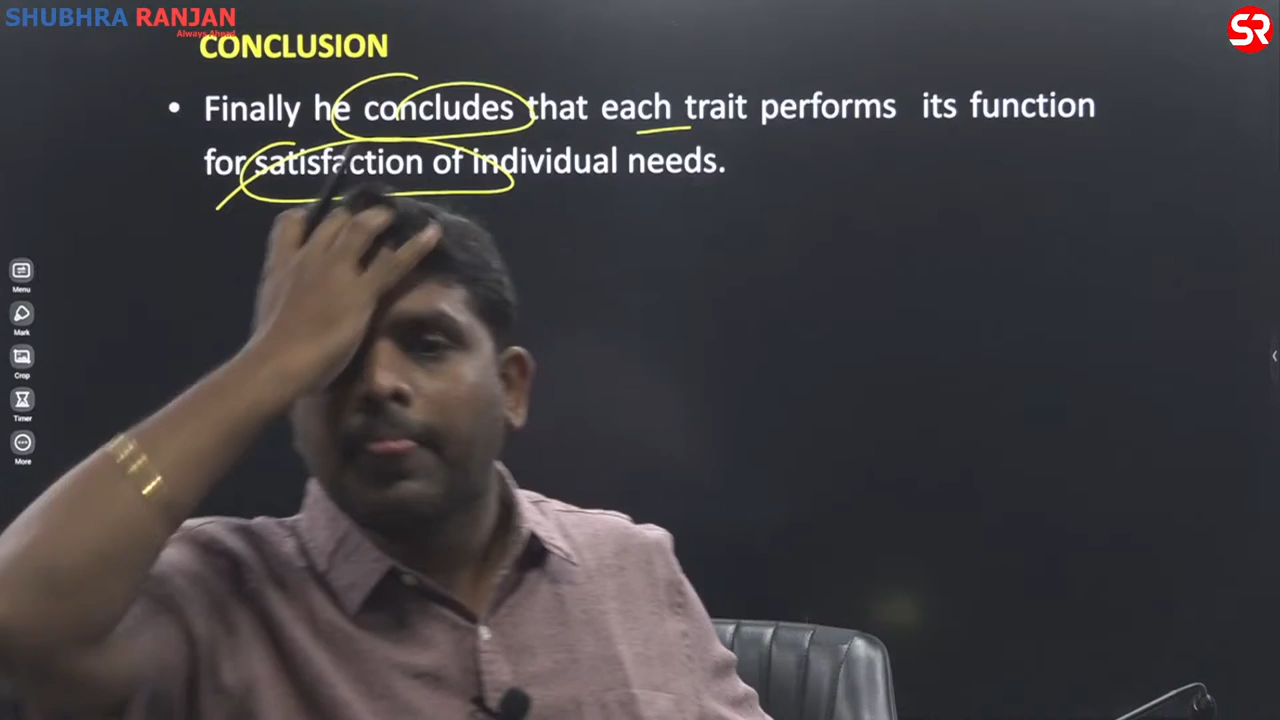 SHUBHRA RANJAN
Always Ahead
SR
CONCLUSION
• Finally he concludes that each trait performs its function
for satisfaction of individual needs.
Menu
Mark
Crop
Timer
More